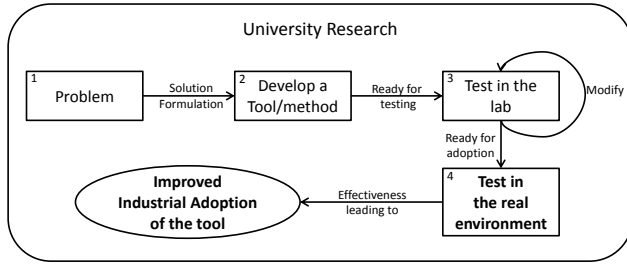 University Research
1
Problem
Solution
Formulation
2
Develop a
Tool/method
Ready for
testing
3
Test in the
lab
Modify
Ready for
adoption
4
Test in
the real
environment
Effectiveness
leading to
Improved
Industrial Adoption
of the tool